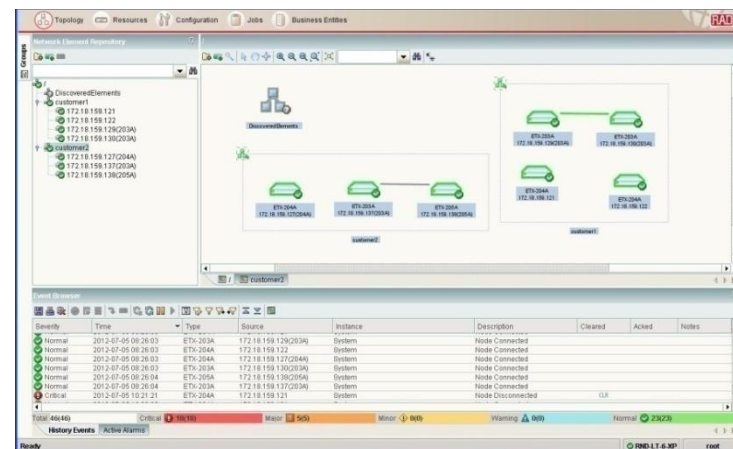 Topology Resources Configuration Jobs Business Entities
RAD
Network Element Repository
Groups
/
DiscoveredElements
customer1
172.18.159.121
172.18.159.122
172.18.159.129(203A)
172.18.159.130(203A)
customer2
172.18.159.127(204A)
172.18.159.137(203A)
172.18.159.138(205A)
DiscoveredElements
ETX-203A
172.18.159.129(203A)
ETX-203A
172.18.159.130(203A)
ETX-204A
172.18.159.121
ETX-204A
172.18.159.122
customer1
ETX-204A
172.18.159.127(204A)
ETX-203A
172.18.159.137(203A)
ETX-205A
172.18.159.138(205A)
customer2
/ customer2
Event Browser
Severity Time Type Source Instance Description Cleared Acked Notes
Normal 2012-07-05 08:26:03 ETX-203A 172.18.159.129(203A) System Node Connected
Normal 2012-07-05 08:26:03 ETX-204A 172.18.159.122 System Node Connected
Normal 2012-07-05 08:26:03 ETX-204A 172.18.159.127(204A) System Node Connected
Normal 2012-07-05 08:26:03 ETX-203A 172.18.159.130(203A) System Node Connected
Normal 2012-07-05 08:26:04 ETX-205A 172.18.159.138(205A) System Node Connected
Normal 2012-07-05 08:26:04 ETX-203A 172.18.159.137(203A) System Node Connected
Critical 2012-07-05 10:21:21 ETX-204A 172.18.159.121 System Node Disconnected CLR
Total 46(46) Critical 18(18) Major 5(5) Minor 0(0) Warning 0(0) Normal 23(23)
History Events Active Alarms
Ready RND-LT-6-XP root